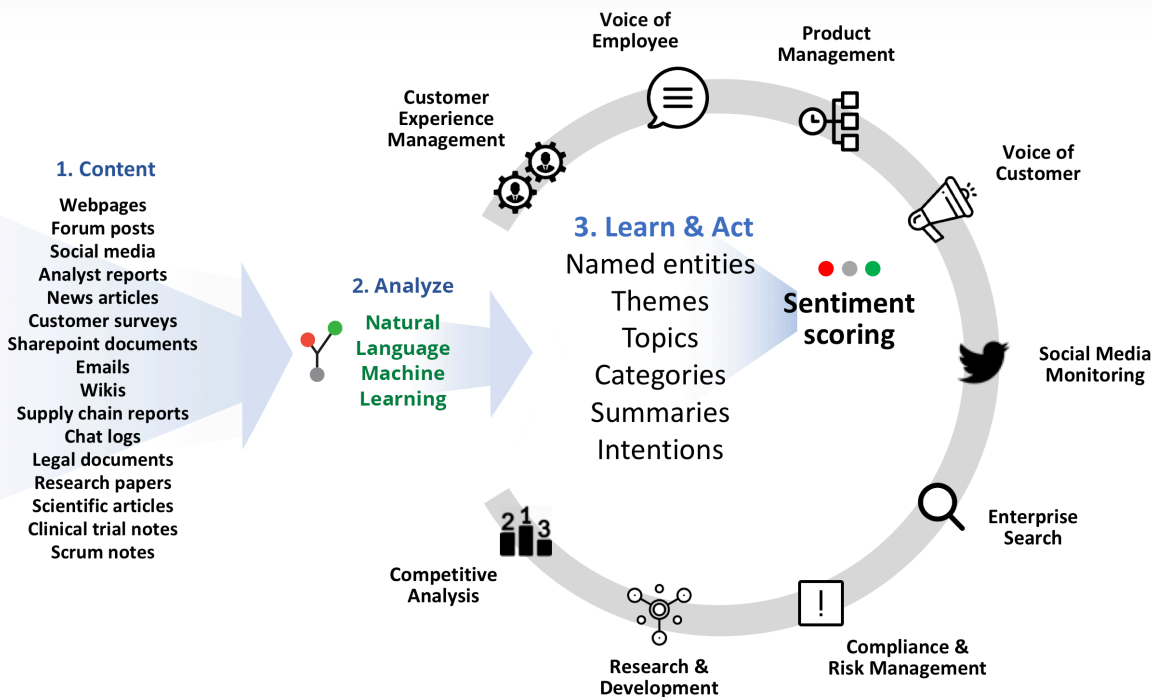 1. Content
Webpages
Forum posts
Social media
Analyst reports
News articles
Customer surveys
Sharepoint documents
Emails
Wikis
Supply chain reports
Chat logs
Legal documents
Research papers
Scientific articles
Clinical trial notes
Scrum notes
2. Analyze
Natural
Language
Machine
Learning
3. Learn & Act
Named entities
Themes
Topics
Categories
Summaries
Intentions
Sentiment
scoring
Customer
Experience
Management
Voice of
Employee
Product
Management
Voice of
Customer
Social Media
Monitoring
Enterprise
Search
!
Compliance &
Risk Management
Research &
Development
2 1 3
Competitive
Analysis